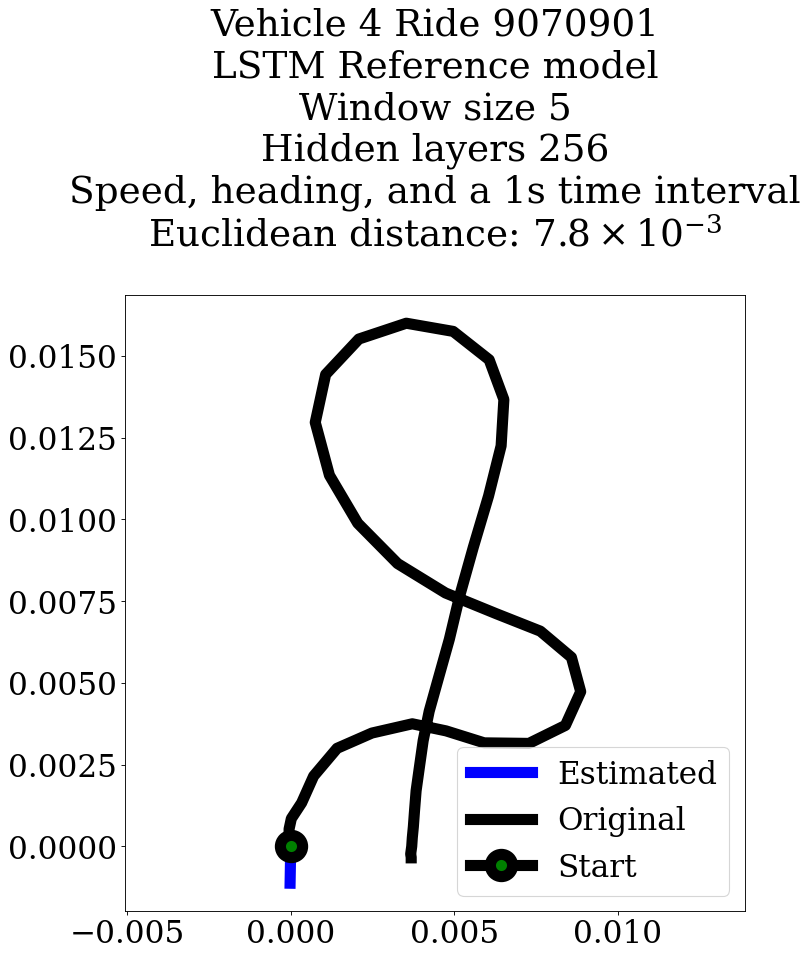 Vehicle 4 Ride 9070901
LSTM Reference model
Window size 5
Hidden layers 256
Speed, heading, and a 1s time interval
Euclidean distance: 7.8 × 10⁻³
0.0150
0.0125
0.0100
0.0075
0.0050
0.0025
0.0000
Estimated
Original
Start
−0.005 0.000 0.005 0.010